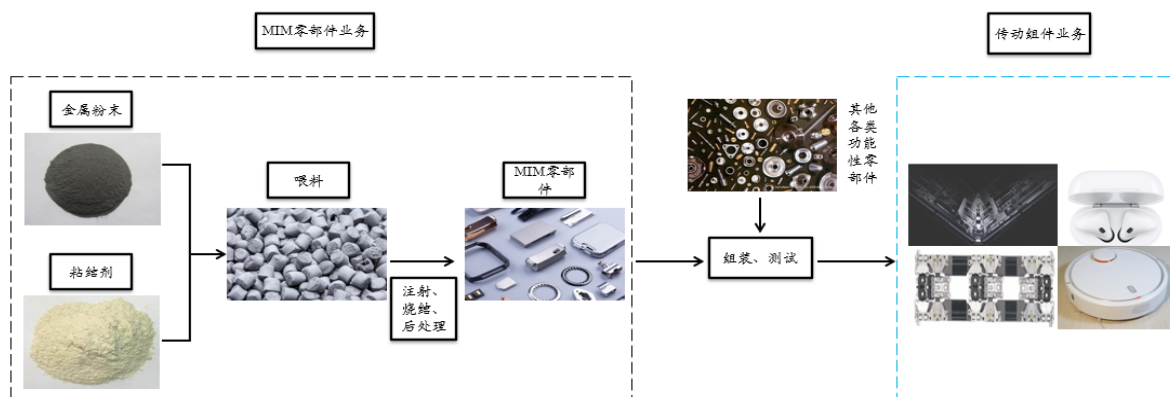 MIM零部件业务
传动组件业务
金属粉末
粘结剂
喂料
注射、
烧结、
后处理
MIM零部
件
其他
各类
功能
性零
部件
组装、测试